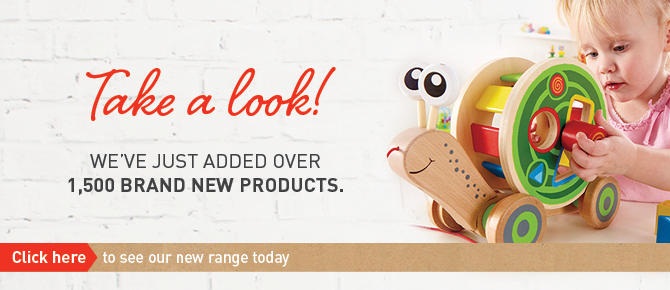 Take a look!
WE'VE JUST ADDED OVER
1,500 BRAND NEW PRODUCTS.
Click here to see our new range today